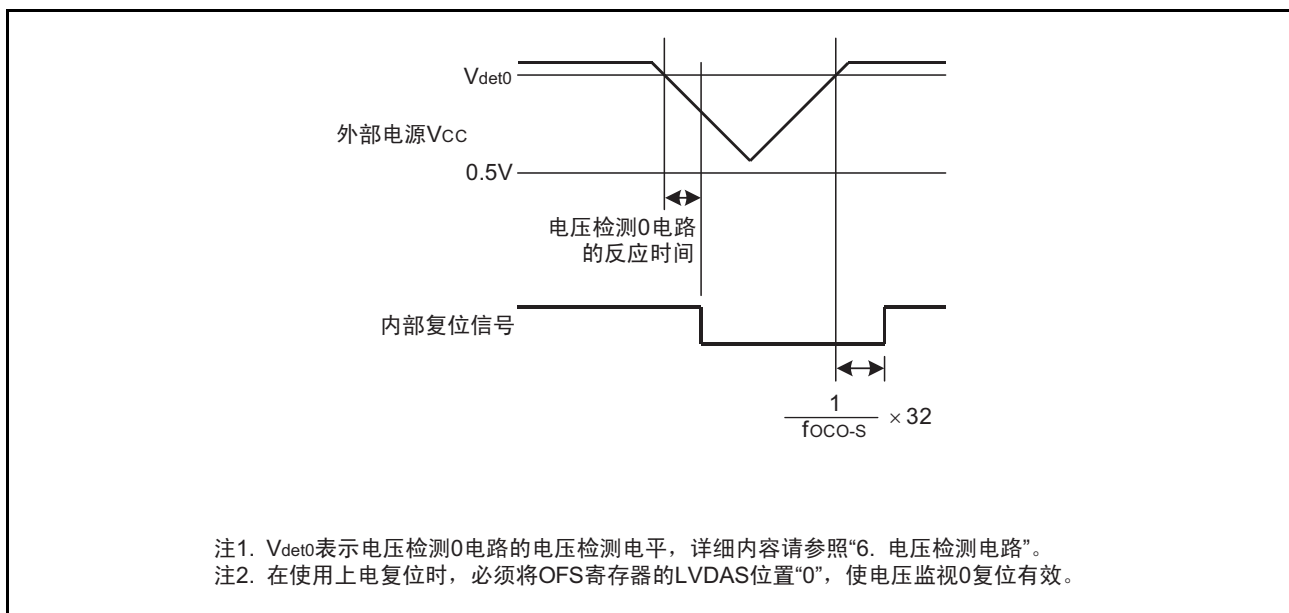 Vdet0
外部电源VCC
0.5V
电压检测0电路
的反应时间
内部复位信号
1
fOCO-S
× 32
注1. Vdet0表示电压检测0电路的电压检测电平，详细内容请参照“6. 电压检测电路”。
注2. 在使用上电复位时，必须将OFS寄存器的LVDAS位置“0”，使电压监视0复位有效。